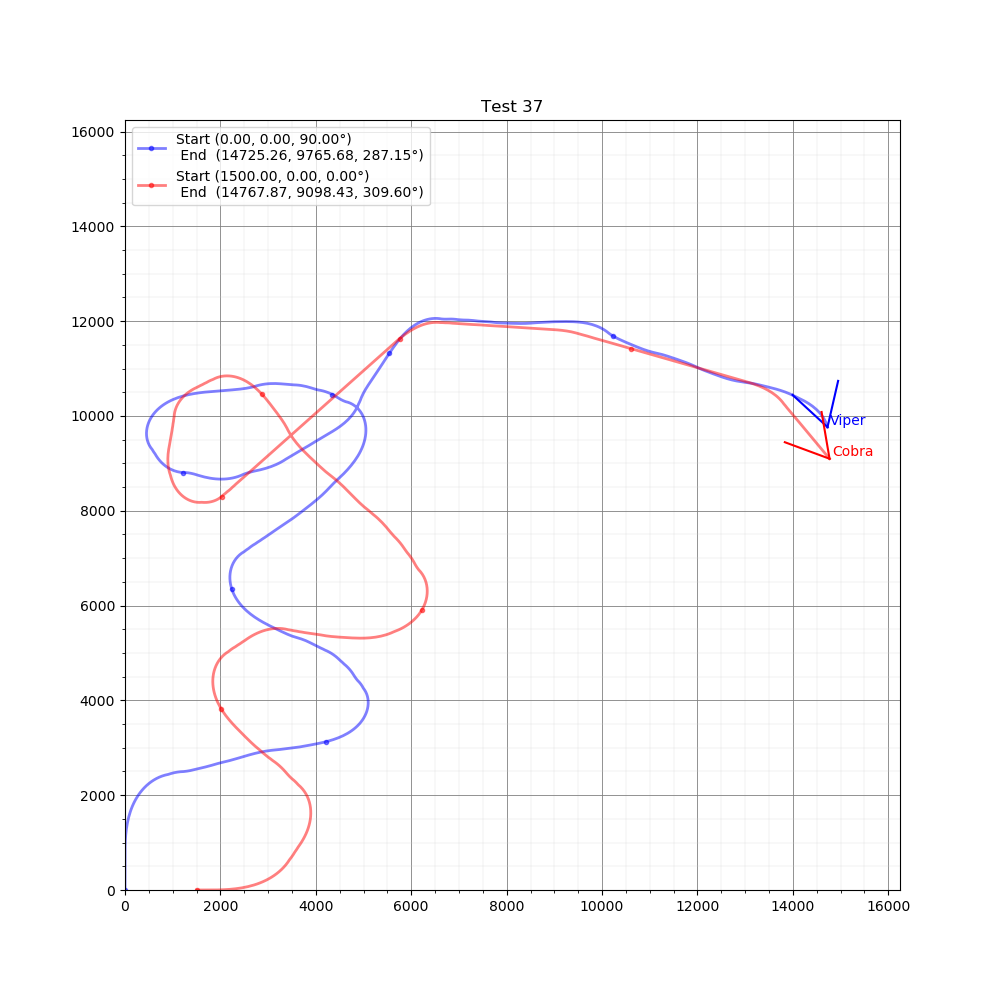 Test 37
Start (0.00, 0.00, 90.00°)
End (14725.26, 9765.68, 287.15°)
Start (1500.00, 0.00, 0.00°)
End (14767.87, 9098.43, 309.60°)
16000
14000
12000
10000
8000
6000
4000
2000
0
Viper
Cobra
0 2000 4000 6000 8000 10000 12000 14000 16000